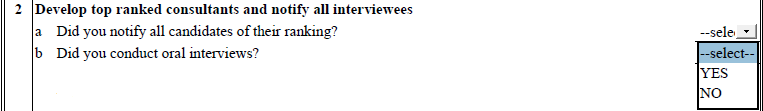 2 Develop top ranked consultants and notify all interviewees
a Did you notify all candidates of their ranking? --sele
b Did you conduct oral interviews? --select--
YES
NO